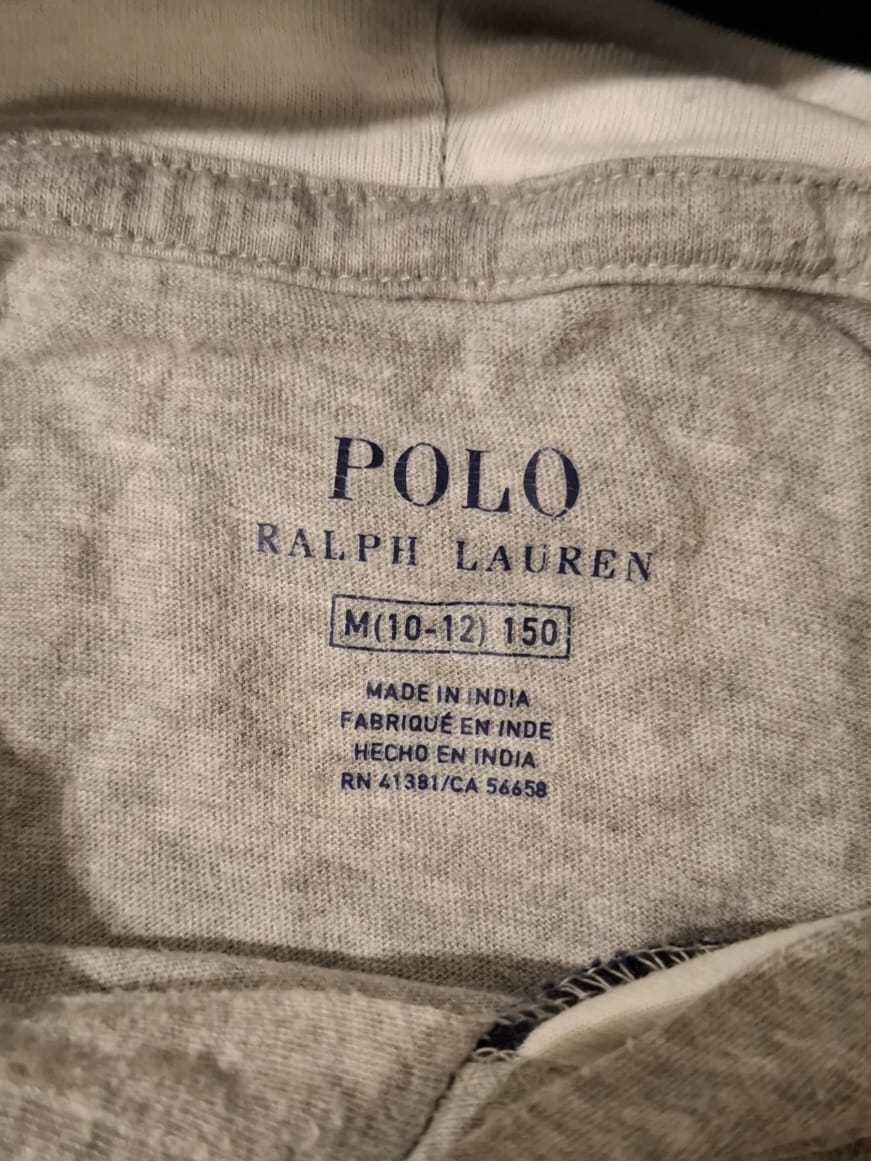 POLO
RALPH LAUREN
M(10-12) 150
MADE IN INDIA
FABRIQUÉ EN INDE
HECHO EN INDIA
RN 41381/CA 56658